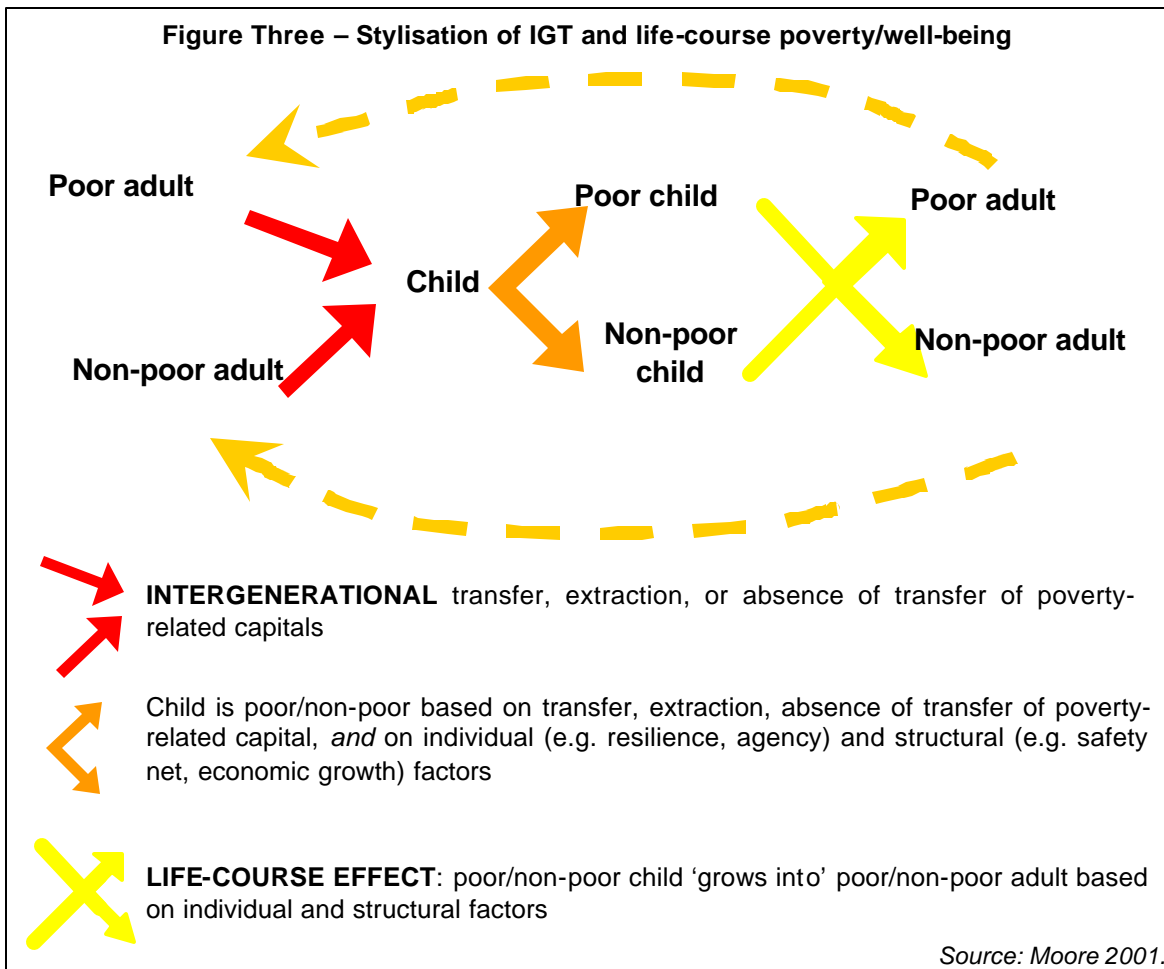 Figure Three – Stylisation of IGT and life-course poverty/well-being
Poor adult
Non-poor adult
Child
Poor child
Non-poor
child
Poor adult
Non-poor adult
INTERGENERATIONAL transfer, extraction, or absence of transfer of poverty-
related capitals
Child is poor/non-poor based on transfer, extraction, absence of transfer of poverty-
related capital, and on individual (e.g. resilience, agency) and structural (e.g. safety
net, economic growth) factors
LIFE-COURSE EFFECT: poor/non-poor child ‘grows into’ poor/non-poor adult based
on individual and structural factors
Source: Moore 2001.